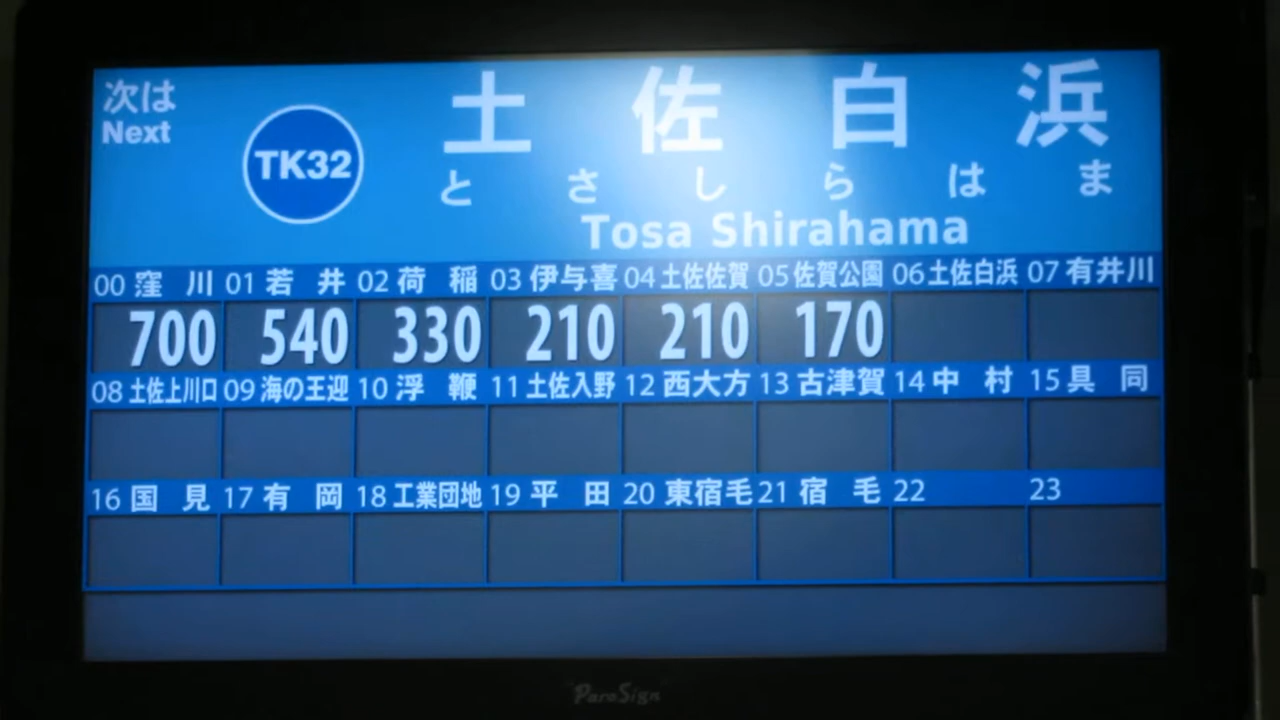 次は
Next
TK32
土佐白浜
とさしらはま
Tosa Shirahama
00 窪川 01 若井 02 荷稲 03 伊与喜 04 土佐佐賀 05 佐賀公園 06 土佐白浜 07 有井川
700 540 330 210 210 170
08 土佐上川口 09 海の王迎 10 浮鞭 11 土佐入野 12 西大方 13 古津賀 14 中村 15 具同
16 国見 17 有岡 18 工業団地 19 平田 20 東宿毛 21 宿毛 22 23
ParaSign